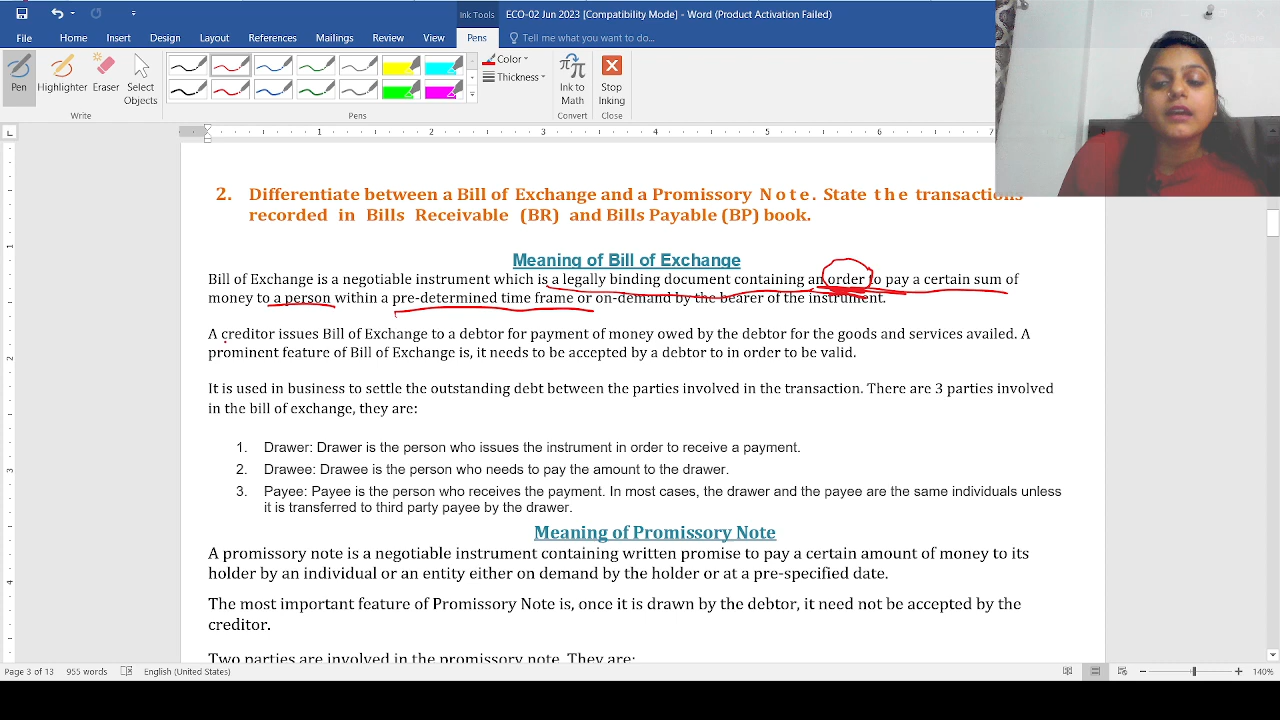 Ink Tools
ECO-02 Jun 2023 [Compatibility Mode] - Word (Product Activation Failed)
File Home Insert Design Layout References Mailings Review View Pens Tell me what you want to do...
Pen Highlighter Eraser Select Objects
Color
Thickness
Ink to Math
Stop Inking
Write Pens Convert Close
L 1 2 3 4 5 6 7 8
2. Differentiate between a Bill of Exchange and a Promissory Note. State the transactions
recorded in Bills Receivable (BR) and Bills Payable (BP) book.
Meaning of Bill of Exchange
Bill of Exchange is a negotiable instrument which is a legally binding document containing an order to pay a certain sum of
money to a person within a pre-determined time frame or on-demand by the bearer of the instrument.
A creditor issues Bill of Exchange to a debtor for payment of money owed by the debtor for the goods and services availed. A
prominent feature of Bill of Exchange is, it needs to be accepted by a debtor to in order to be valid.
It is used in business to settle the outstanding debt between the parties involved in the transaction. There are 3 parties involved
in the bill of exchange, they are:
1. Drawer: Drawer is the person who issues the instrument in order to receive a payment.
2. Drawee: Drawee is the person who needs to pay the amount to the drawer.
3. Payee: Payee is the person who receives the payment. In most cases, the drawer and the payee are the same individuals unless
it is transferred to third party payee by the drawer.
Meaning of Promissory Note
A promissory note is a negotiable instrument containing written promise to pay a certain amount of money to its
holder by an individual or an entity either on demand by the holder or at a pre-specified date.
The most important feature of Promissory Note is, once it is drawn by the debtor, it need not be accepted by the
creditor.
Two parties are involved in the promissory note. They are:
Page 3 of 13 955 words English (United States) 140%